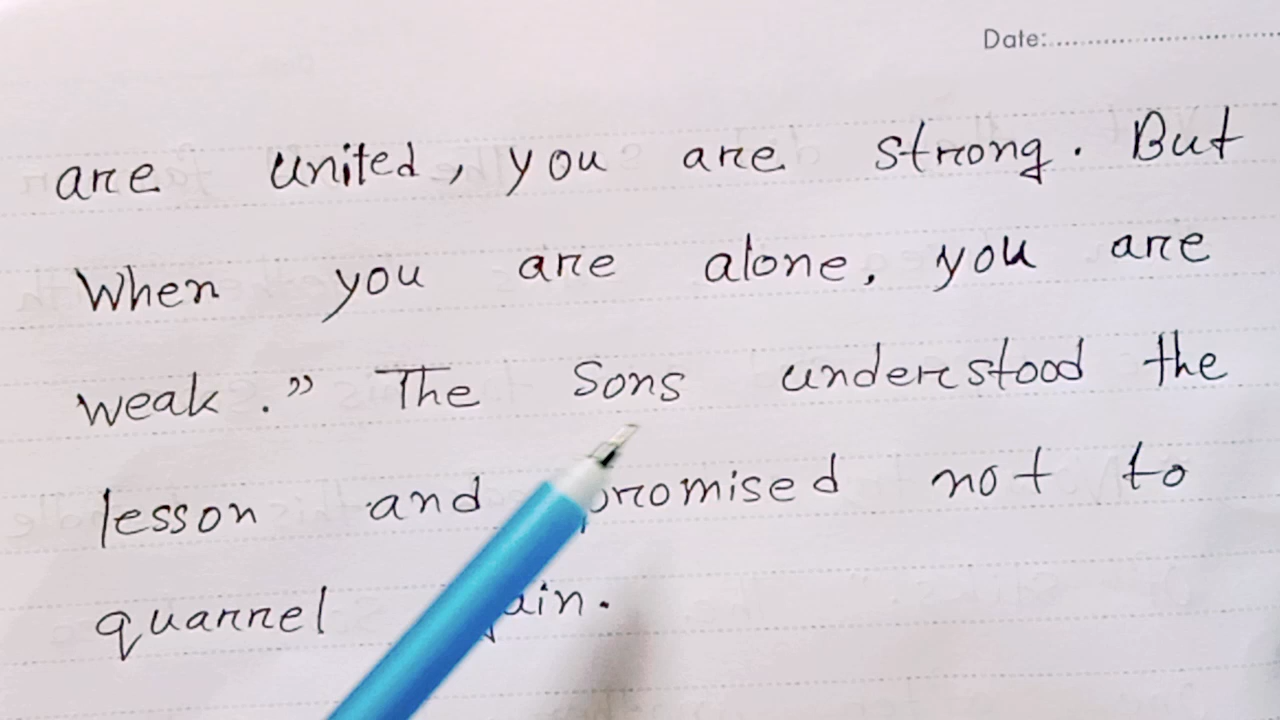 Date:
are united, you are strong. But
When you are alone, you are
weak." The Sons understood the
lesson and promised not to
quarrel